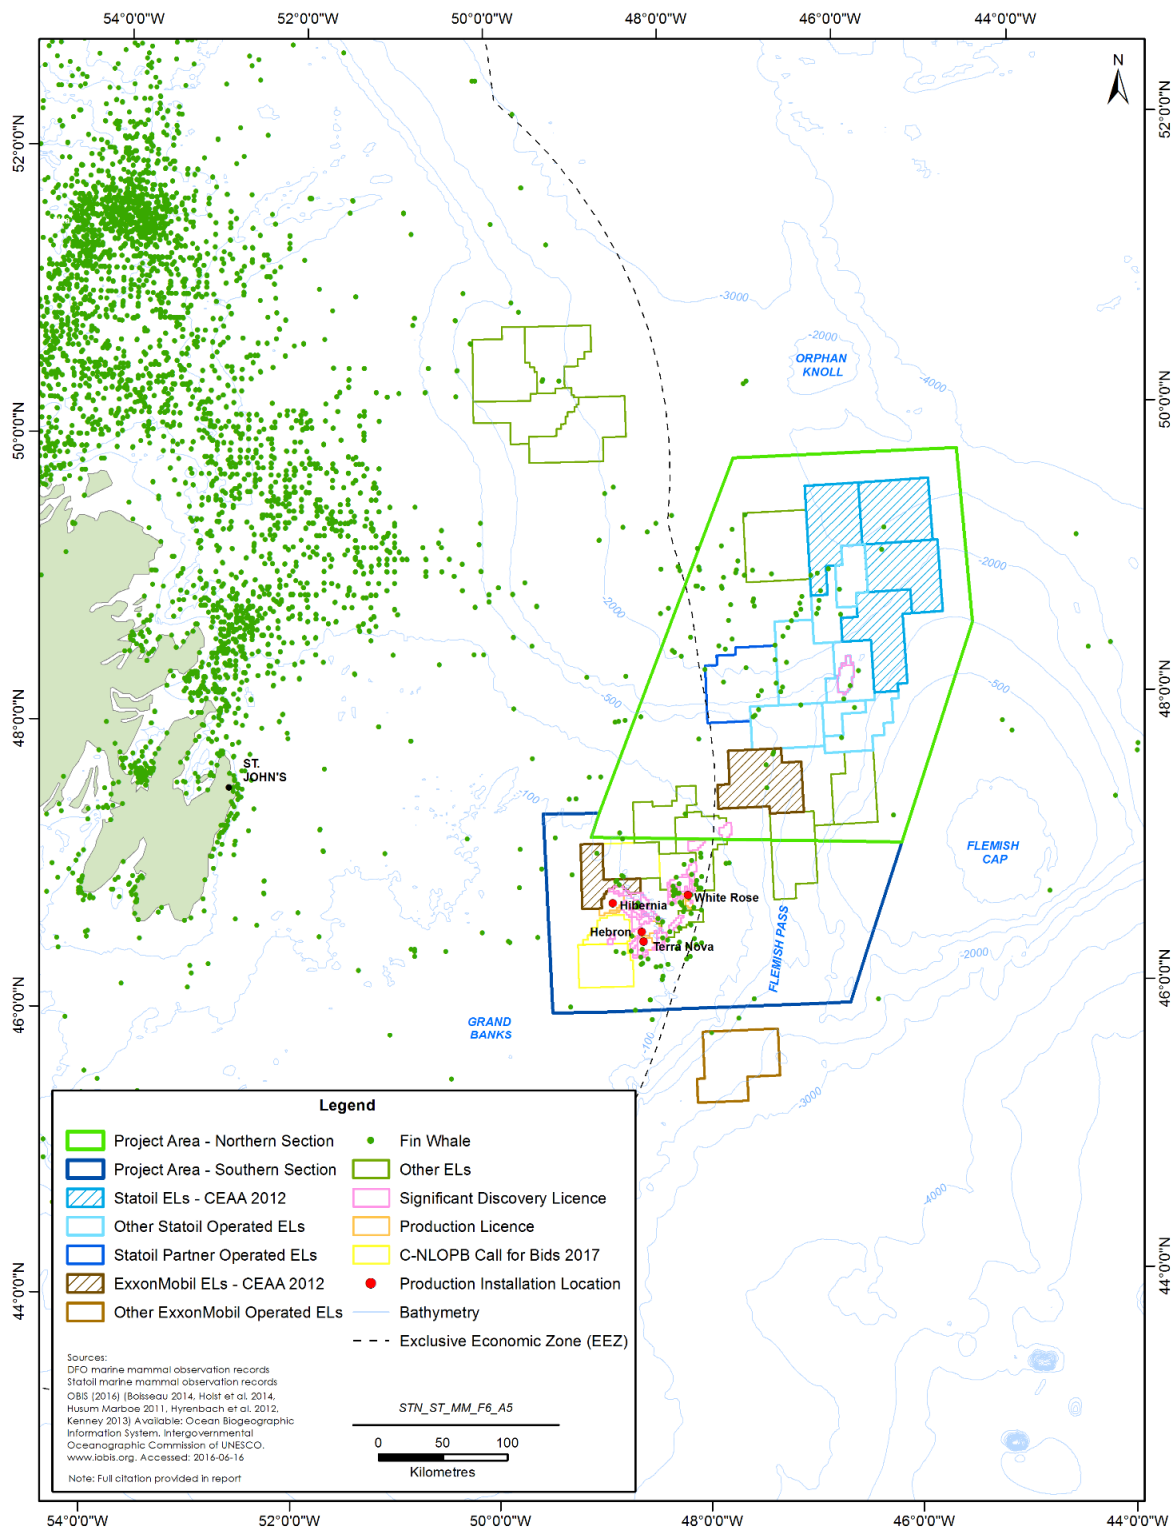 54°0'0"W 52°0'0"W 50°0'0"W 48°0'0"W 46°0'0"W 44°0'0"W
N
52°0'0"N
52°0'0"N
-3000
-2000
ORPHAN
KNOLL
-4000
50°0'0"N
50°0'0"N
-2000
-2000
-500
-500
48°0'0"N
48°0'0"N
ST.
JOHN'S
-100
FLEMISH
CAP
White Rose
Hibernia
Hebron
Terra Nova
FLEMISH PASS
-2000
46°0'0"N
46°0'0"N
GRAND
BANKS
-100
-3000
-4000
44°0'0"N
44°0'0"N
Legend
Project Area - Northern Section
Project Area - Southern Section
Statoil ELs - CEAA 2012
Other Statoil Operated ELs
Statoil Partner Operated ELs
ExxonMobil ELs - CEAA 2012
Other ExxonMobil Operated ELs
Fin Whale
Other ELs
Significant Discovery Licence
Production Licence
C-NLOPB Call for Bids 2017
Production Installation Location
Bathymetry
Exclusive Economic Zone (EEZ)
Sources:
DFO marine mammal observation records
Statoil marine mammal observation records
OBIS (2016) (Boisseau 2014, Holst et al. 2014,
Husum Marboe 2011, Hyrenbach et al. 2012,
Kenney 2013) Available: Ocean Biogeographic
Information System. Intergovernmental
Oceanographic Commission of UNESCO.
www.iobis.org. Accessed: 2016-06-16
Note: Full citation provided in report
STN_ST_MM_F6_A5
0 50 100
Kilometres
54°0'0"W 52°0'0"W 50°0'0"W 48°0'0"W 46°0'0"W 44°0'0"W